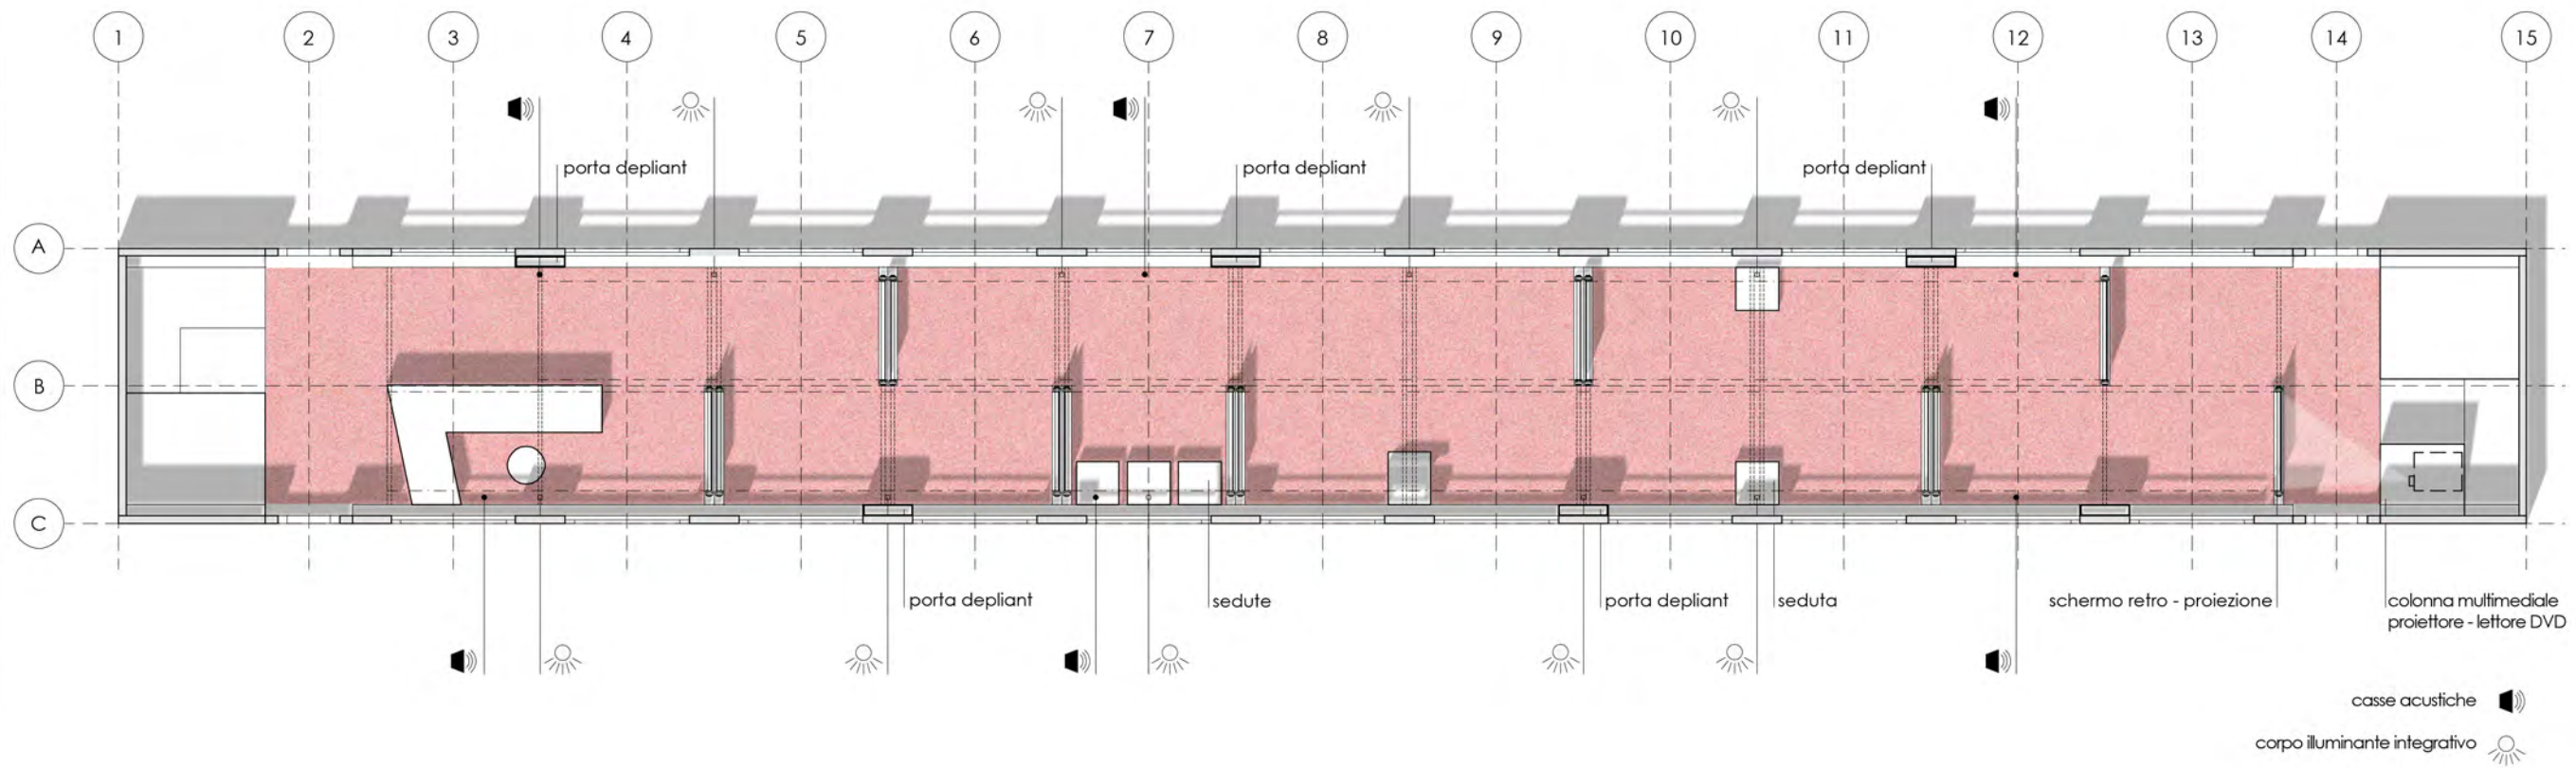 1 2 3 4 5 6 7 8 9 10 11 12 13 14 15
porta depliant porta depliant porta depliant
A
B
C
porta depliant sedute porta depliant seduta schermo retro - proiezione colonna multimediale
proiettore - lettore DVD
casse acustiche
corpo illuminante integrativo